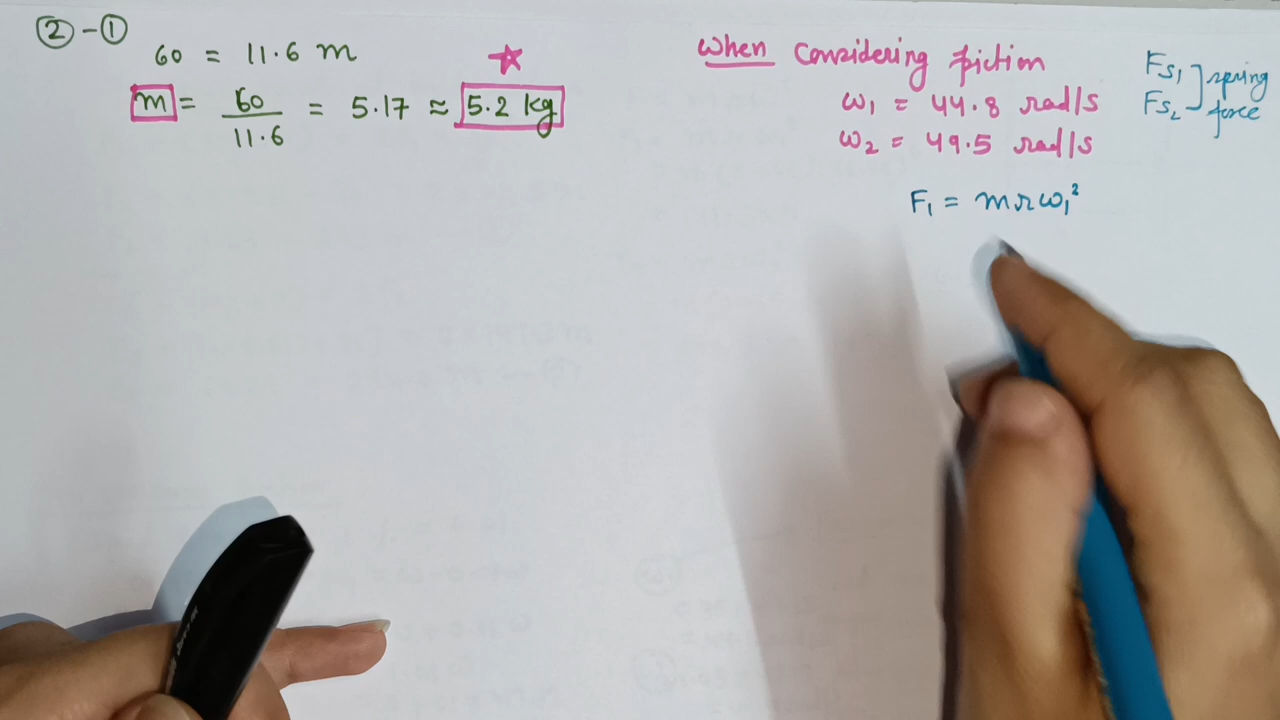 ② - ①
60 = 11.6 m
m = 60/11.6 = 5.17 ≈ 5.2 kg
When Considering friction
ω₁ = 44.8 rad/s
ω₂ = 49.5 rad/s
F₁ = mrω₁²
Fs₁
Fs₂
spring
force